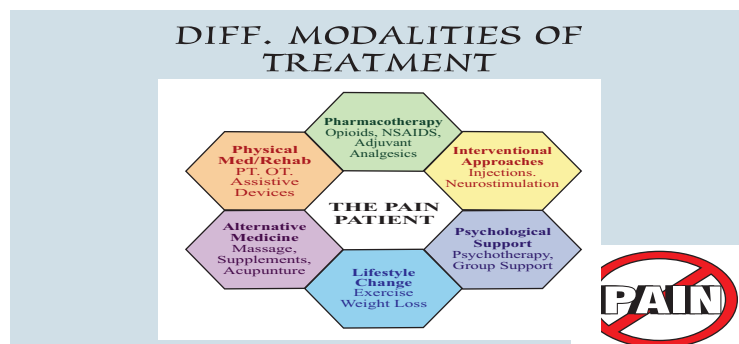 DIFF. MODALITIES OF
TREATMENT
Pharmacotherapy
Opioids, NSAIDS,
Adjuvant
Analgesics
Physical
Med/Rehab
PT. OT.
Assistive
Devices
Interventional
Approaches
Injections.
Neurostimulation
THE PAIN
PATIENT
Alternative
Medicine
Massage,
Supplements,
Acupunture
Psychological
Support
Psychotherapy,
Group Support
Lifestyle
Change
Exercise
Weight Loss
PAIN